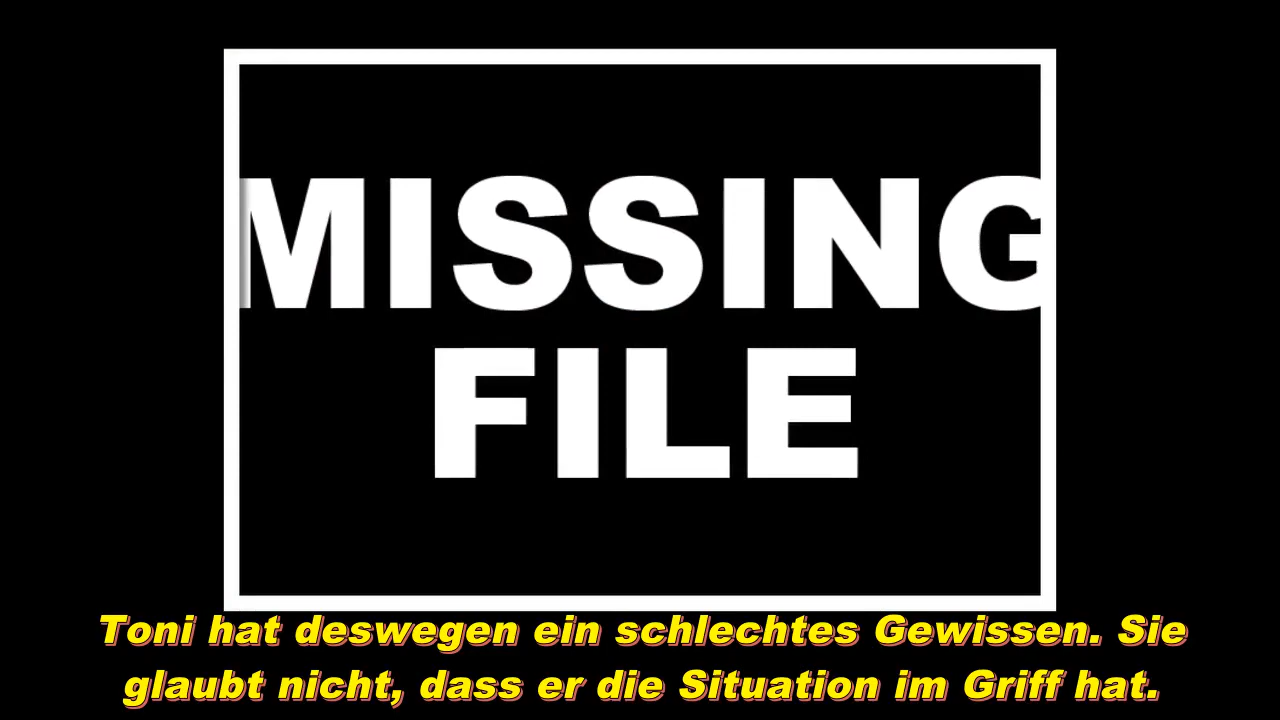 MISSING
FILE
Toni hat deswegen ein schlechtes Gewissen. Sie
glaubt nicht, dass er die Situation im Griff hat.